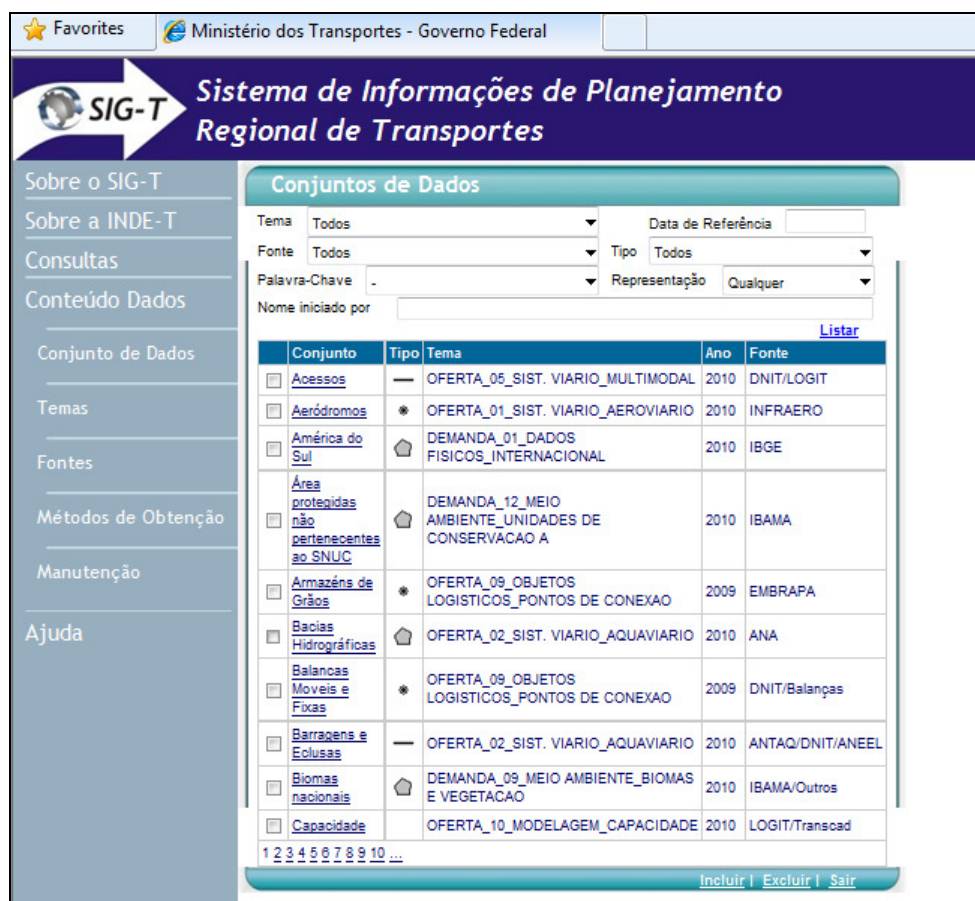 Favorites
Ministério dos Transportes - Governo Federal
SIG-T
Sistema de Informações de Planejamento
Regional de Transportes
Sobre o SIG-T
Sobre a INDE-T
Consultas
Conteúdo Dados
Conjunto de Dados
Temas
Fontes
Métodos de Obtenção
Manutenção
Ajuda
Conjuntos de Dados
Tema Todos Data de Referência
Fonte Todos Tipo Todos
Palavra-Chave - Representação Qualquer
Nome iniciado por
Listar
Conjunto Tipo Tema Ano Fonte
Acessos OFERTA_05_SIST. VIARIO_MULTIMODAL 2010 DNIT/LOGIT
Aeródromos OFERTA_01_SIST. VIARIO_AEROVIARIO 2010 INFRAERO
América do
Sul
DEMANDA_01_DADOS
FISICOS_INTERNACIONAL
2010 IBGE
Área
protegidas
não
pertenecentes
ao SNUC
DEMANDA_12_MEIO
AMBIENTE_UNIDADES DE
CONSERVACAO A
2010 IBAMA
Armazéns de
Grãos
OFERTA_09_OBJETOS
LOGISTICOS_PONTOS DE CONEXAO
2009 EMBRAPA
Bacias
Hidrográficas
OFERTA_02_SIST. VIARIO_AQUAVIARIO 2010 ANA
Balancas
Moveis e
Fixas
OFERTA_09_OBJETOS
LOGISTICOS_PONTOS DE CONEXAO
2009 DNIT/Balanças
Barragens e
Eclusas
OFERTA_02_SIST. VIARIO_AQUAVIARIO 2010 ANTAQ/DNIT/ANEEL
Biomas
nacionais
DEMANDA_09_MEIO AMBIENTE_BIOMAS
E VEGETACAO
2010 IBAMA/Outros
Capacidade OFERTA_10_MODELAGEM_CAPACIDADE 2010 LOGIT/Transcad
1 2 3 4 5 6 7 8 9 10 ...
Incluir | Excluir | Sair